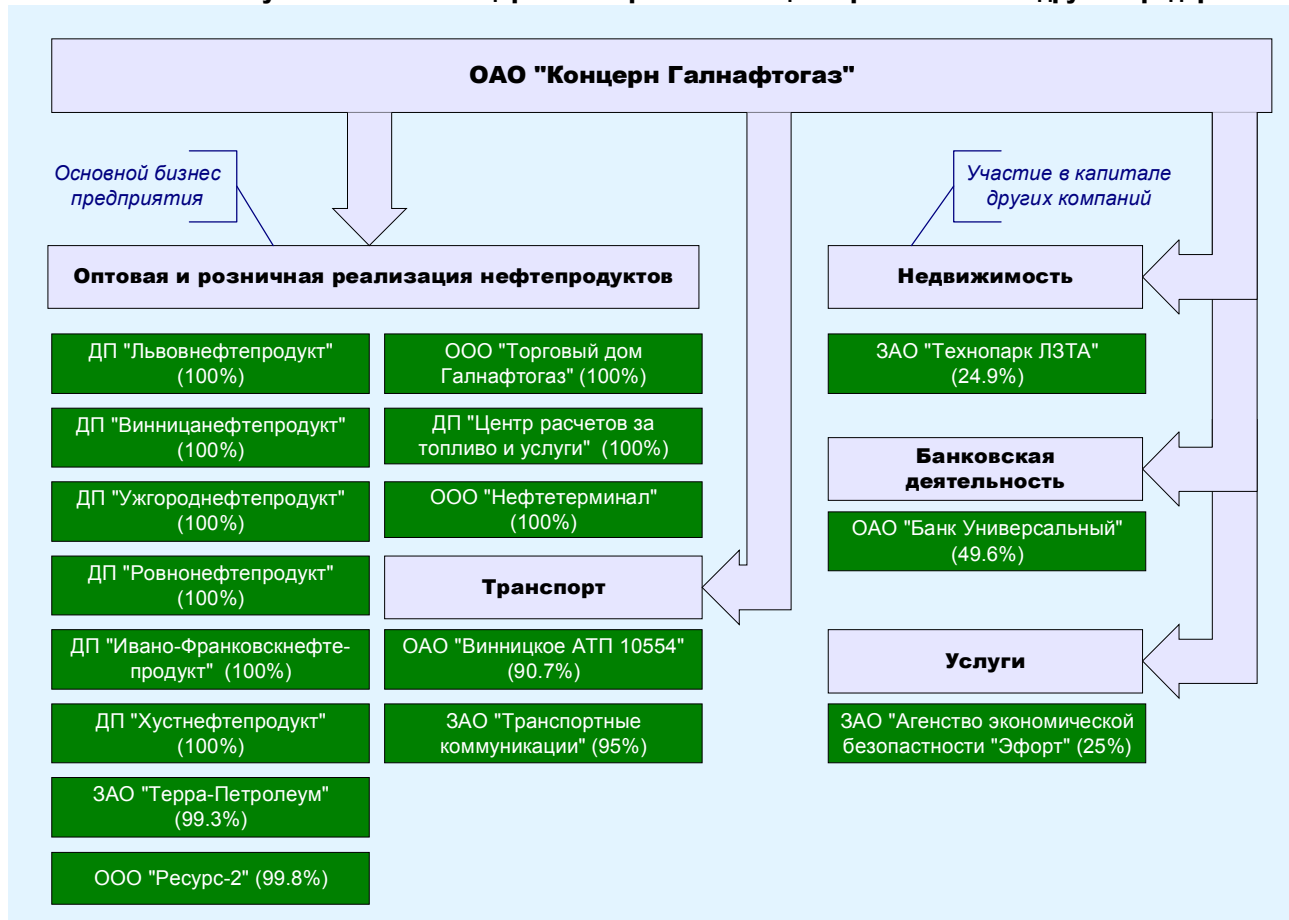 ОАО "Концерн Галнафтогаз"
Основной бизнес
предприятия
Участие в капитале
других компаний
Оптовая и розничная реализация нефтепродуктов
ДП "Львовнефтепродукт"
(100%)
ДП "Винницанефтепродукт"
(100%)
ДП "Ужгороднефтепродукт"
(100%)
ДП "Ровнонефтепродукт"
(100%)
ДП "Ивано-Франковскнефте-
продукт" (100%)
ДП "Хустнефтепродукт"
(100%)
ЗАО "Терра-Петролеум"
(99.3%)
ООО "Ресурс-2" (99.8%)
ООО "Торговый дом
Галнафтогаз" (100%)
ДП "Центр расчетов за
топливо и услуги" (100%)
ООО "Нефтетерминал"
(100%)
Транспорт
ОАО "Винницкое АТП 10554"
(90.7%)
ЗАО "Транспортные
коммуникации" (95%)
Недвижимость
ЗАО "Технопарк ЛЗТА"
(24.9%)
Банковская
деятельность
ОАО "Банк Универсальный"
(49.6%)
Услуги
ЗАО "Агенство экономической
безопастности "Эфорт" (25%)